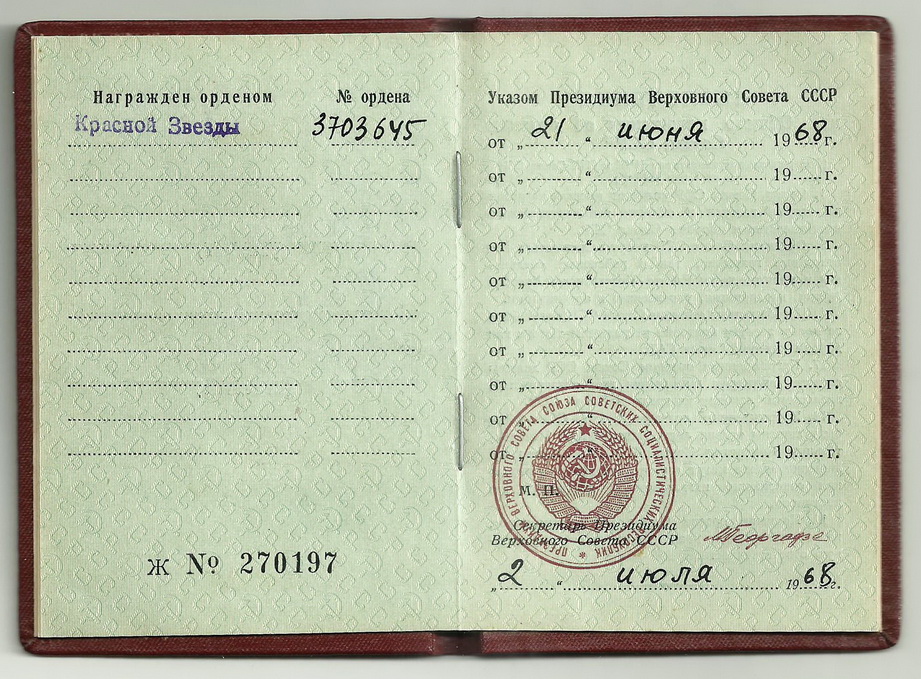 Награжден орденом
№ ордена
Красной Звезды
3703645
Ж № 270197
Указом Президиума Верховного Совета СССР
от „ 21 “ июня 1968 г.
от „ “ 19 г.
от „ “ 19 г.
от „ “ 19 г.
от „ “ 19 г.
от „ “ 19 г.
от „ “ 19 г.
от „ “ 19 г.
от „ “ 19 г.
от „ “ 19 г.
ПРЕЗИДИУМ ВЕРХОВНОГО СОВЕТА СОЮЗА СОВЕТСКИХ СОЦИАЛИСТИЧЕСКИХ РЕСПУБЛИК
М. П.
Секретарь Президиума
Верховного Совета СССР
МГеоргадзе
„ 2 “ июля 1968 г.